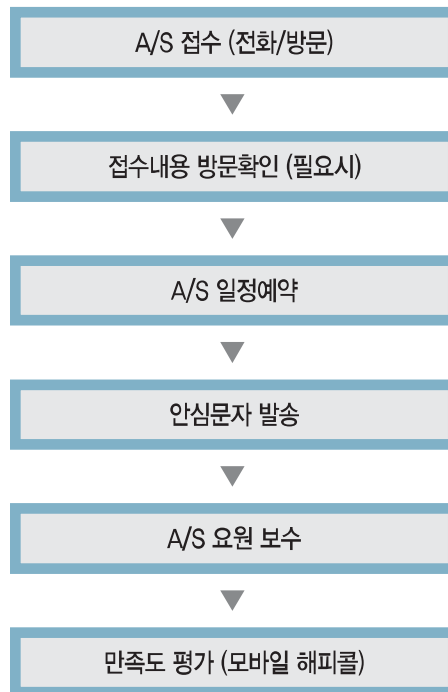 A/S 접수 (전화/방문)
접수내용 방문확인 (필요시)
A/S 일정예약
안심문자 발송
A/S 요원 보수
만족도 평가 (모바일 해피콜)